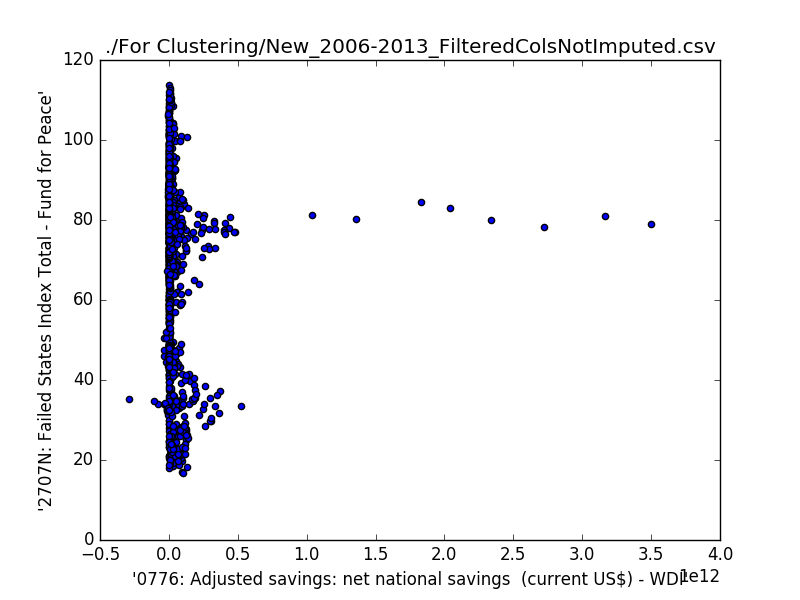 ./For Clustering/New_2006-2013_FilteredColsNotImputed.csv
'2707N: Failed States Index Total - Fund for Peace'
120
100
80
60
40
20
0
−0.5 0.0 0.5 1.0 1.5 2.0 2.5 3.0 3.5 4.0
1e12
'0776: Adjusted savings: net national savings (current US$) - WDI'